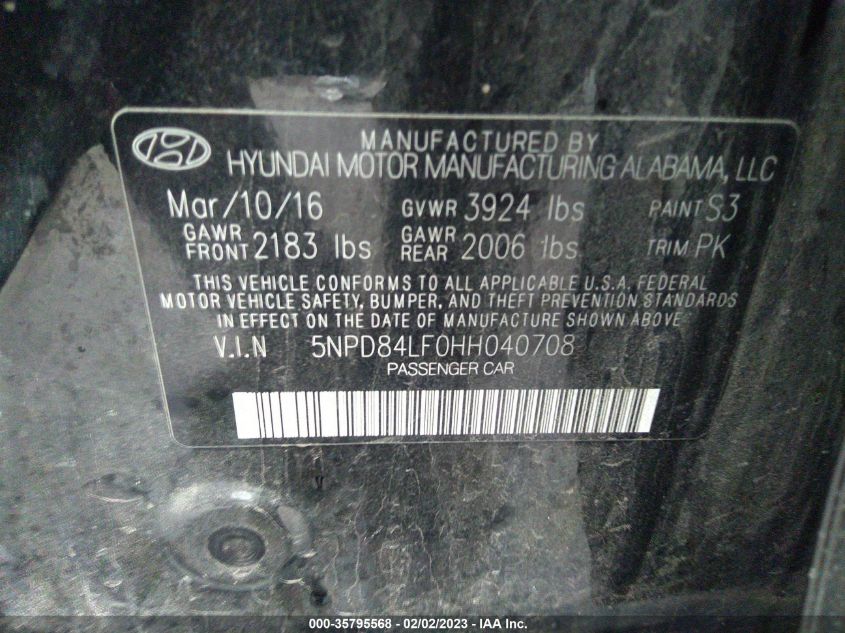 MANUFACTURED BY
HYUNDAI MOTOR MANUFACTURING ALABAMA, LLC
Mar/10/16 GVWR 3924 lbs PAINT S3
GAWR FRONT 2183 lbs GAWR REAR 2006 lbs TRIM PK
THIS VEHICLE CONFORMS TO ALL APPLICABLE U.S.A. FEDERAL
MOTOR VEHICLE SAFETY, BUMPER, AND THEFT PREVENTION STANDARDS
IN EFFECT ON THE DATE OF MANUFACTURE SHOWN ABOVE
V.I.N 5NPD84LF0HH040708
PASSENGER CAR
000-35795568 - 02/02/2023 - IAA Inc.